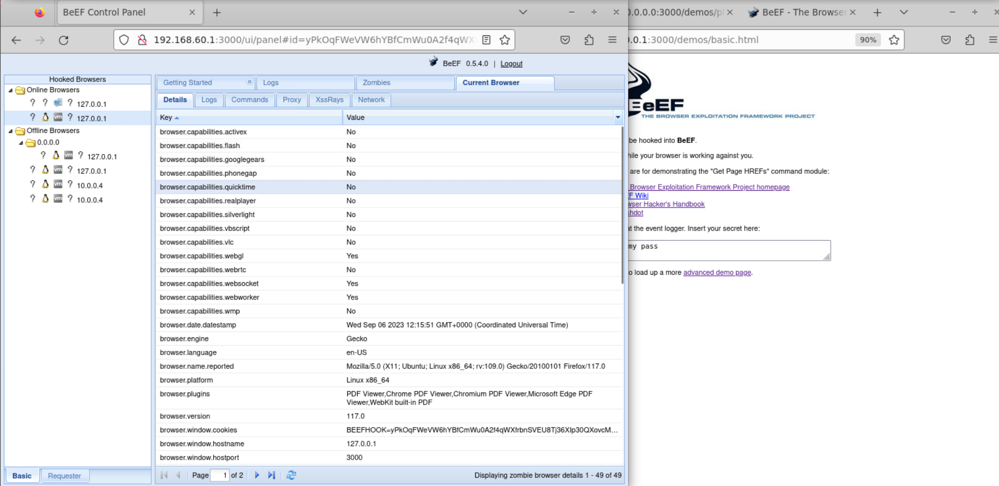 BeEF Control Panel
192.168.60.1:3000/ui/panel#id=yPkOqFWeVW6hYBfCmWu0A2f4qWX
BeEF 0.5.4.0 | Logout
Hooked Browsers
Online Browsers
? ? ? 127.0.0.1
? vm ? 127.0.0.1
Offline Browsers
0.0.0.0
? vm ? 127.0.0.1
? vm ? 127.0.0.1
? vm ? 10.0.0.4
? vm ? 10.0.0.4
Basic Requester
Getting Started Logs Zombies Current Browser
Details Logs Commands Proxy XssRays Network
Key Value
browser.capabilities.activex No
browser.capabilities.flash No
browser.capabilities.googlegears No
browser.capabilities.phonegap No
browser.capabilities.quicktime No
browser.capabilities.realplayer No
browser.capabilities.silverlight No
browser.capabilities.vbscript No
browser.capabilities.vlc No
browser.capabilities.webgl Yes
browser.capabilities.webrtc No
browser.capabilities.websocket Yes
browser.capabilities.webworker Yes
browser.capabilities.wmp No
browser.date.datestamp Wed Sep 06 2023 12:15:51 GMT+0000 (Coordinated Universal Time)
browser.engine Gecko
browser.language en-US
browser.name.reported Mozilla/5.0 (X11; Ubuntu; Linux x86_64; rv:109.0) Gecko/20100101 Firefox/117.0
browser.platform Linux x86_64
browser.plugins PDF Viewer,Chrome PDF Viewer,Chromium PDF Viewer,Microsoft Edge PDF
Viewer,WebKit built-in PDF
browser.version 117.0
browser.window.cookies BEEFHOOK=yPkOqFWeVW6hYBfCmWu0A2f4qWXfrbnSVEU8Tj36XIp30QXovcM...
browser.window.hostname 127.0.0.1
browser.window.hostport 3000
Page 1 of 2 Displaying zombie browser details 1 - 49 of 49
0.0.0.0:3000/demos/pl BeEF - The Browser
.0.1:3000/demos/basic.html 90%
BeEF
THE BROWSER EXPLOITATION FRAMEWORK PROJECT
be hooked into BeEF.
hile your browser is working against you.
are for demonstrating the "Get Page HREFs" command module:
Browser Exploitation Framework Project homepage
EF Wiki
wser Hacker's Handbook
shdot
at the event logger. Insert your secret here:
my pass
o load up a more advanced demo page.